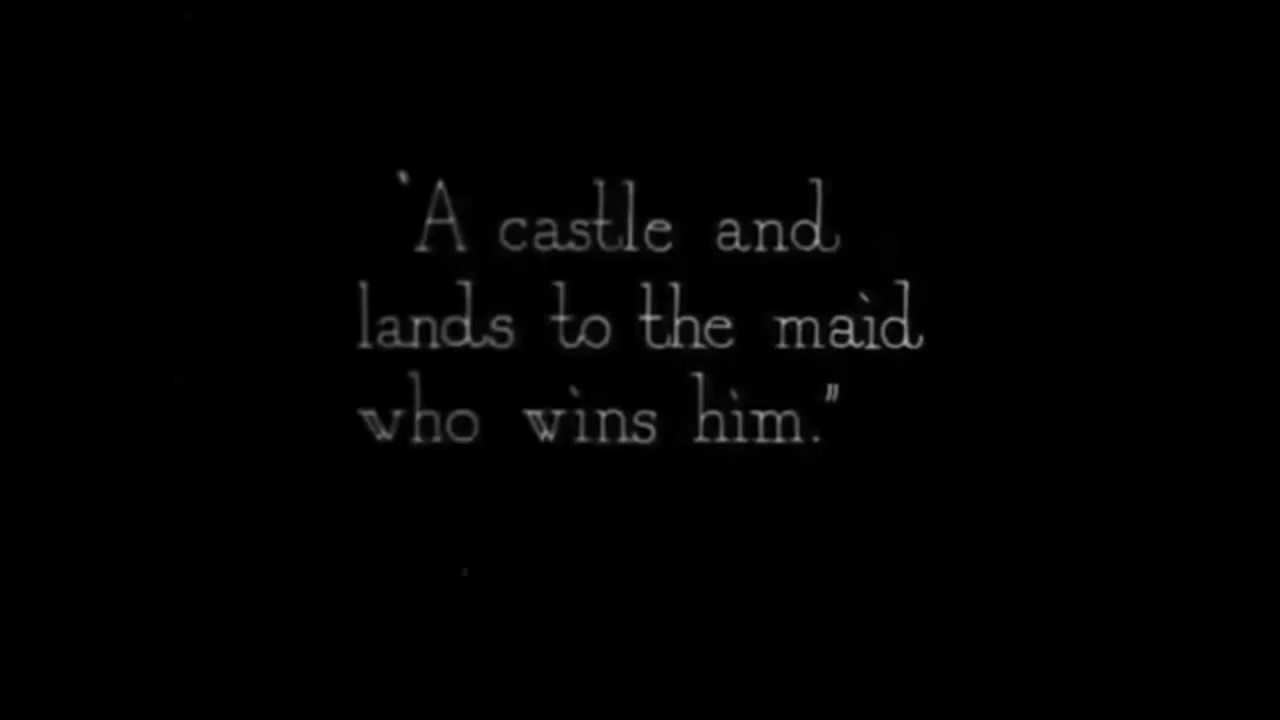 "A castle and
lands to the maid
who wins him."